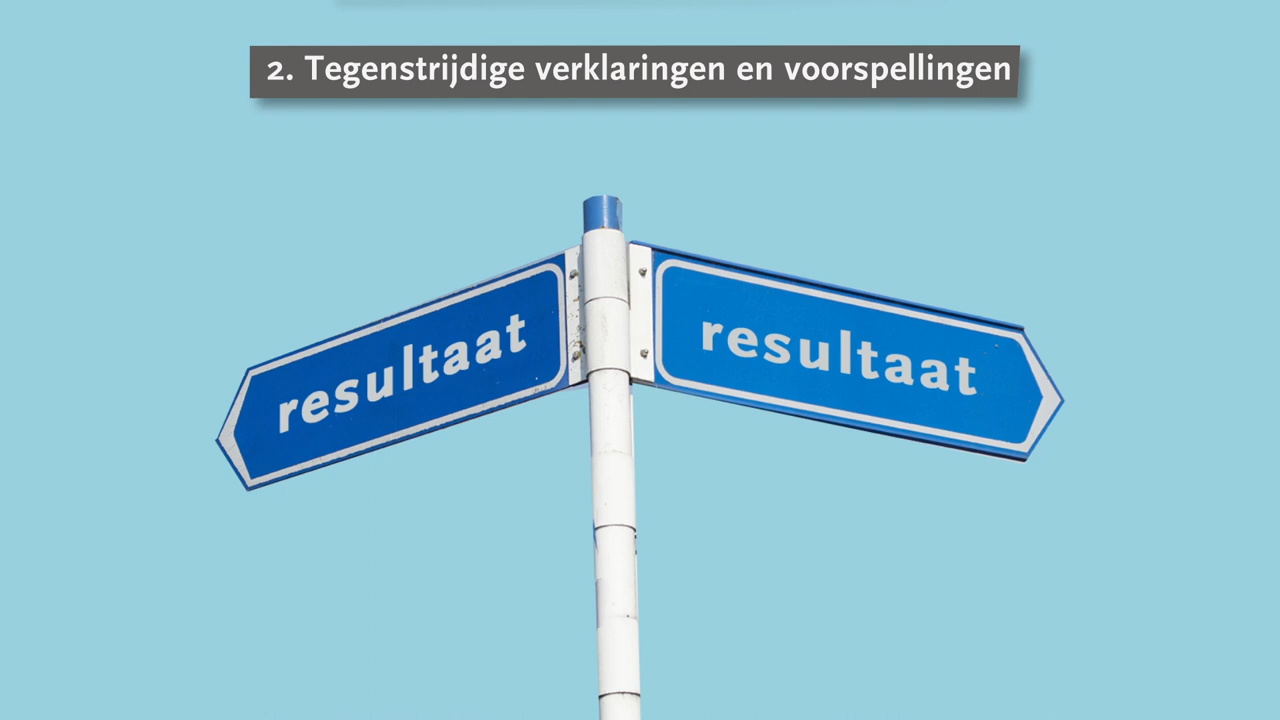 2. Tegenstrijdige verklaringen en voorspellingen
resultaat
resultaat